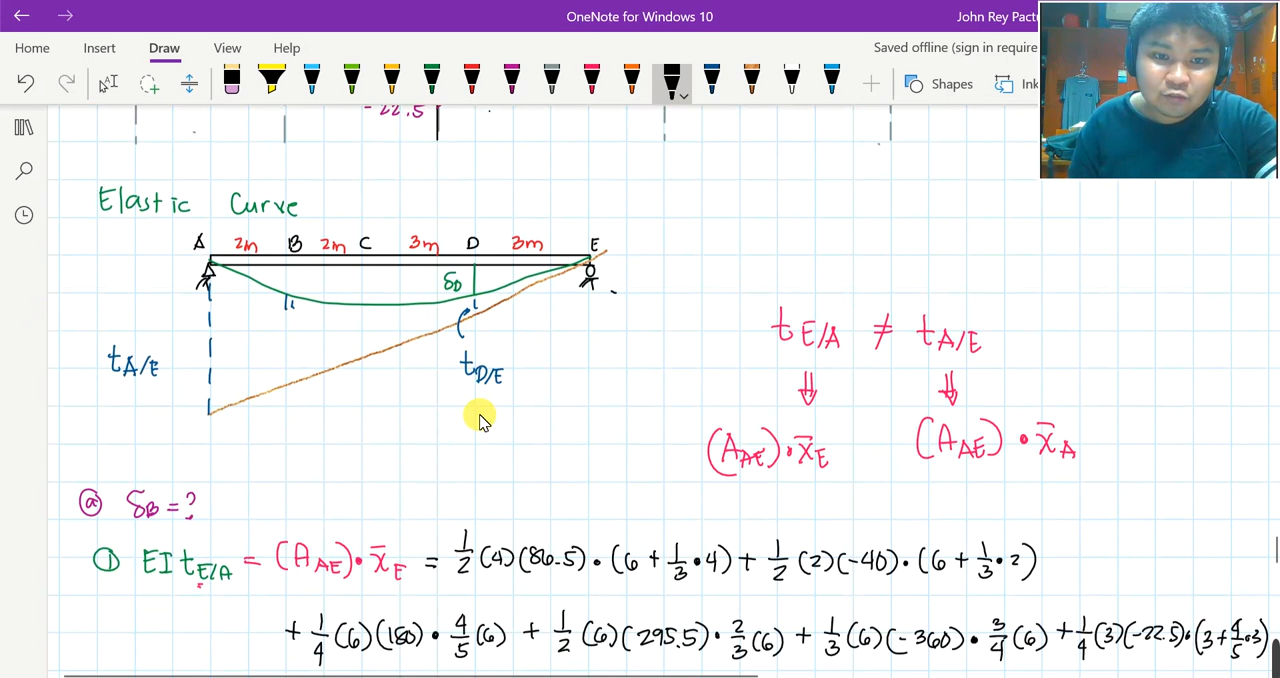 OneNote for Windows 10
John Rey Pactu
Home Insert Draw View Help
Saved offline (sign in require
Shapes
Ink
- 22.5
Elastic Curve
A 2m B 2m C 3m D 3m E
δD
tA/E
tD/E
tE/A ≠ tA/E
⇓ ⇓
(AAE)·x̄E (AAE)·x̄A
ⓐ δB = ?
① EI tE/A = (AAE)·x̄E = 1/2 (4)(86.5)·(6 + 1/3·4) + 1/2 (2)(-40)·(6 + 1/3·2)
+ 1/4 (6)(180)·4/5 (6) + 1/2 (6)(295.5)·2/3 (6) + 1/3 (6)(-360)·3/4 (6) + 1/4 (3)(-22.5)·(3+4/5·3)